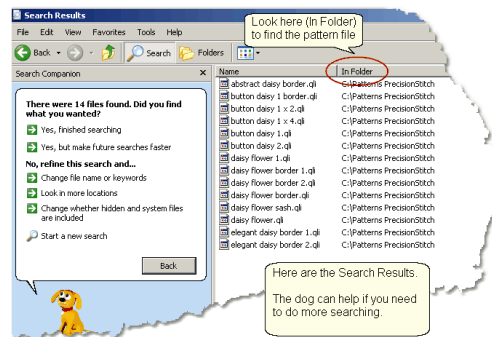 Search Results
Look here (In Folder)
to find the pattern file
File Edit View Favorites Tools Help
Back Search Folders
Search Companion x
Name In Folder
There were 14 files found. Did you find
what you wanted?
Yes, finished searching
Yes, but make future searches faster
No, refine this search and...
Change file name or keywords
Look in more locations
Change whether hidden and system files
are included
Start a new search
Back
abstract daisy border.qli C:\Patterns PrecisionStitch
button daisy 1 border.qli C:\Patterns PrecisionStitch
button daisy 1 x 2.qli C:\Patterns PrecisionStitch
button daisy 1 x 4.qli C:\Patterns PrecisionStitch
button daisy 1.qli C:\Patterns PrecisionStitch
button daisy 2.qli C:\Patterns PrecisionStitch
daisy flower 1.qli C:\Patterns PrecisionStitch
daisy flower border 1.qli C:\Patterns PrecisionStitch
daisy flower border 2.qli C:\Patterns PrecisionStitch
daisy flower border.qli C:\Patterns PrecisionStitch
daisy flower sash.qli C:\Patterns PrecisionStitch
daisy flower.qli C:\Patterns PrecisionStitch
elegant daisy border 1.qli C:\Patterns PrecisionStitch
elegant daisy border 2.qli C:\Patterns PrecisionStitch
Here are the Search Results.
The dog can help if you need
to do more searching.